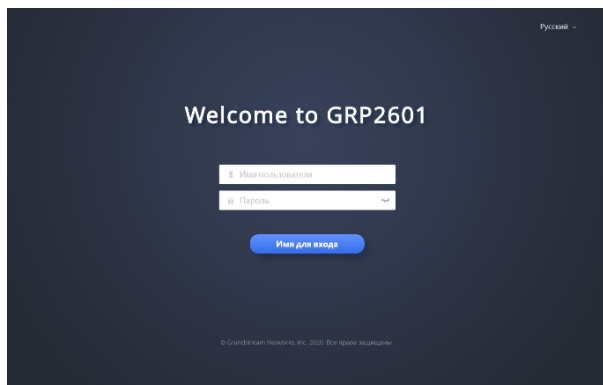 Русский
Welcome to GRP2601
Имя пользователя
Пароль
Имя для входа
© Grandstream Networks, Inc. 2020. Все права защищены.